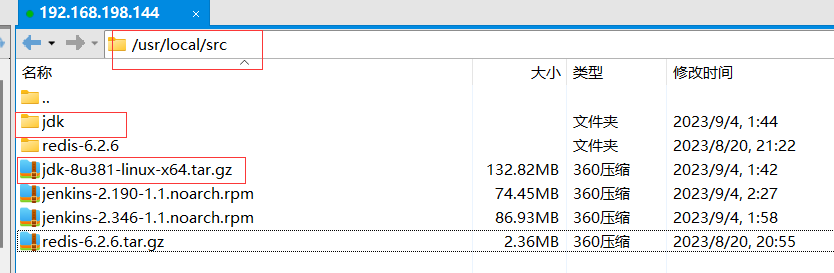 192.168.198.144 ×
/usr/local/src
名称 大小 类型 修改时间
..
jdk 文件夹 2023/9/4, 1:44
redis-6.2.6 文件夹 2023/8/20, 21:22
jdk-8u381-linux-x64.tar.gz 132.82MB 360压缩 2023/9/4, 1:42
jenkins-2.190-1.1.noarch.rpm 74.45MB 360压缩 2023/9/4, 2:27
jenkins-2.346-1.1.noarch.rpm 86.93MB 360压缩 2023/9/4, 1:58
redis-6.2.6.tar.gz 2.36MB 360压缩 2023/8/20, 20:55